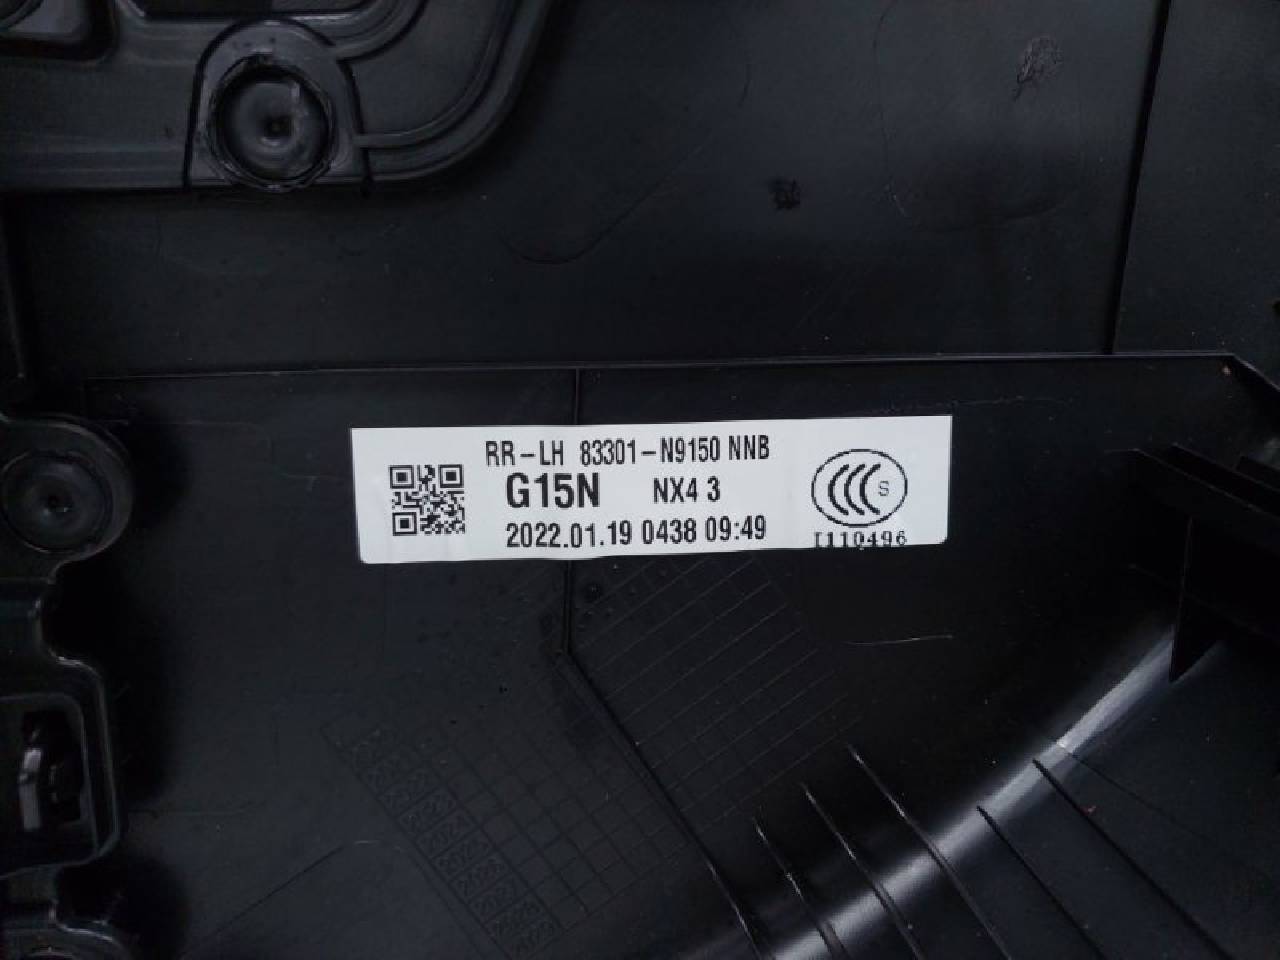 RR-LH 83301-N9150 NNB
G15N NX4 3
2022.01.19 0438 09:49
S
I110496